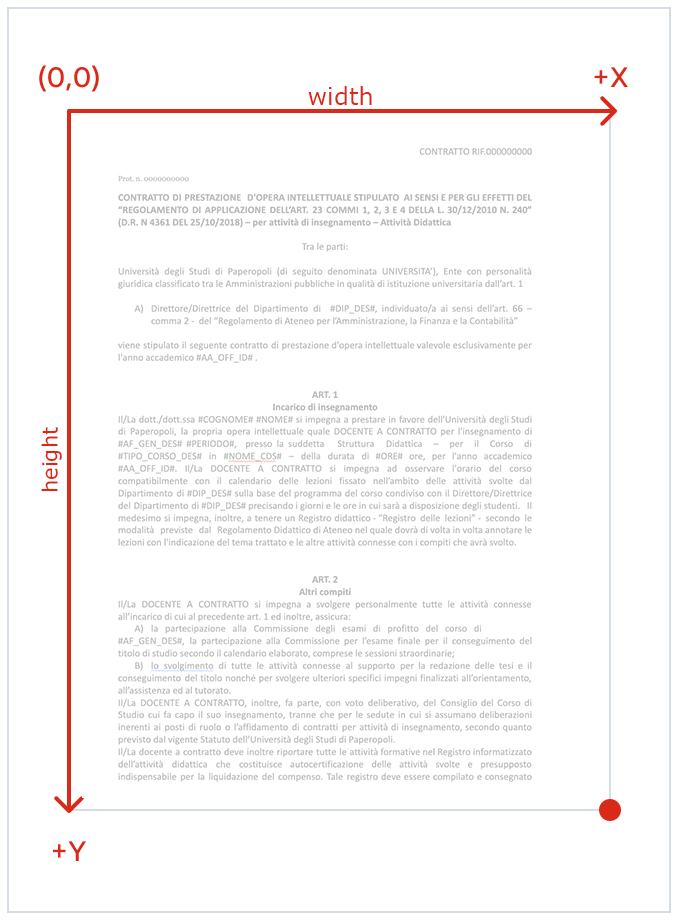 (0,0)
+X
width
CONTRATTO RIF.000000000
Prot. n. 0000000000
CONTRATTO DI PRESTAZIONE D'OPERA INTELLETTUALE STIPULATO AI SENSI E PER GLI EFFETTI DEL
"REGOLAMENTO DI APPLICAZIONE DELL'ART. 23 COMMI 1, 2, 3 E 4 DELLA L. 30/12/2010 N. 240"
(D.R. N 4361 DEL 25/10/2018) – per attività di insegnamento – Attività Didattica
Tra le parti:
Università degli Studi di Paperopoli (di seguito denominata UNIVERSITA'), Ente con personalità
giuridica classificato tra le Amministrazioni pubbliche in qualità di istituzione universitaria dall'art. 1
A) Direttore/Direttrice del Dipartimento di #DIP_DES#, individuato/a ai sensi dell'art. 66 –
comma 2 - del "Regolamento di Ateneo per l'Amministrazione, la Finanza e la Contabilità"
viene stipulato il seguente contratto di prestazione d'opera intellettuale valevole esclusivamente per
l'anno accademico #AA_OFF_ID# .
ART. 1
Incarico di insegnamento
Il/La dott./dott.ssa #COGNOME# #NOME# si impegna a prestare in favore dell'Università degli Studi
di Paperopoli, la propria opera intellettuale quale DOCENTE A CONTRATTO per l'insegnamento di
#AF_GEN_DES# #PERIODO#, presso la suddetta Struttura Didattica – per il Corso di
#TIPO_CORSO_DES# in #NOME_CDS# – della durata di #ORE# ore, per l'anno accademico
#AA_OFF_ID#. Il/La DOCENTE A CONTRATTO si impegna ad osservare l'orario del corso
compatibilmente con il calendario delle lezioni fissato nell'ambito delle attività svolte dal
Dipartimento di #DIP_DES# sulla base del programma del corso condiviso con il Direttore/Direttrice
del Dipartimento di #DIP_DES# precisando i giorni e le ore in cui sarà a disposizione degli studenti. Il
medesimo si impegna, inoltre, a tenere un Registro didattico - "Registro delle lezioni" - secondo le
modalità previste dal Regolamento Didattico di Ateneo nel quale dovrà di volta in volta annotare le
lezioni con l'indicazione del tema trattato e le altre attività connesse con i compiti che avrà svolto.
height
ART. 2
Altri compiti
Il/La DOCENTE A CONTRATTO si impegna a svolgere personalmente tutte le attività connesse
all'incarico di cui al precedente art. 1 ed inoltre, assicura:
A) la partecipazione alla Commissione degli esami di profitto del corso di
#AF_GEN_DES#, la partecipazione alla Commissione per l'esame finale per il conseguimento del
titolo di studio secondo il calendario elaborato, comprese le sessioni straordinarie;
B) lo svolgimento di tutte le attività connesse al supporto per la redazione delle tesi e il
conseguimento del titolo nonché per svolgere ulteriori specifici impegni finalizzati all'orientamento,
all'assistenza ed al tutorato.
Il/La DOCENTE A CONTRATTO, inoltre, fa parte, con voto deliberativo, del Consiglio del Corso di
Studio cui fa capo il suo insegnamento, tranne che per le sedute in cui si assumano deliberazioni
inerenti ai posti di ruolo o l'affidamento di contratti per attività di insegnamento, secondo quanto
previsto dal vigente Statuto dell'Università degli Studi di Paperopoli.
Il/La docente a contratto deve inoltre riportare tutte le attività formative nel Registro informatizzato
dell'attività didattica che costituisce autocertificazione delle attività svolte e presupposto
indispensabile per la liquidazione del compenso. Tale registro deve essere compilato e consegnato
+Y